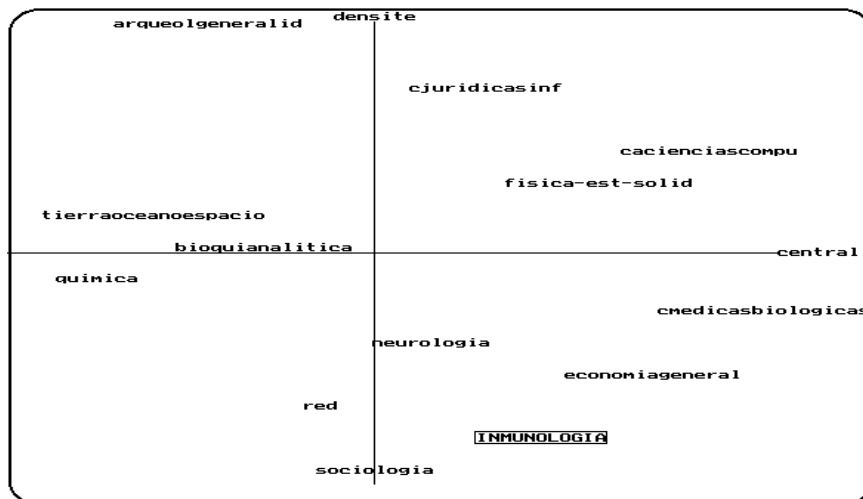 densite
arqueolgeneralid
cjuridicasinf
cacienciascompu
fisica-est-solid
tierraoceanoespacio
bioquianalitica
central
quimica
cmedicasbiologicas
neurologia
economiageneral
red
INMUNOLOGIA
sociologia